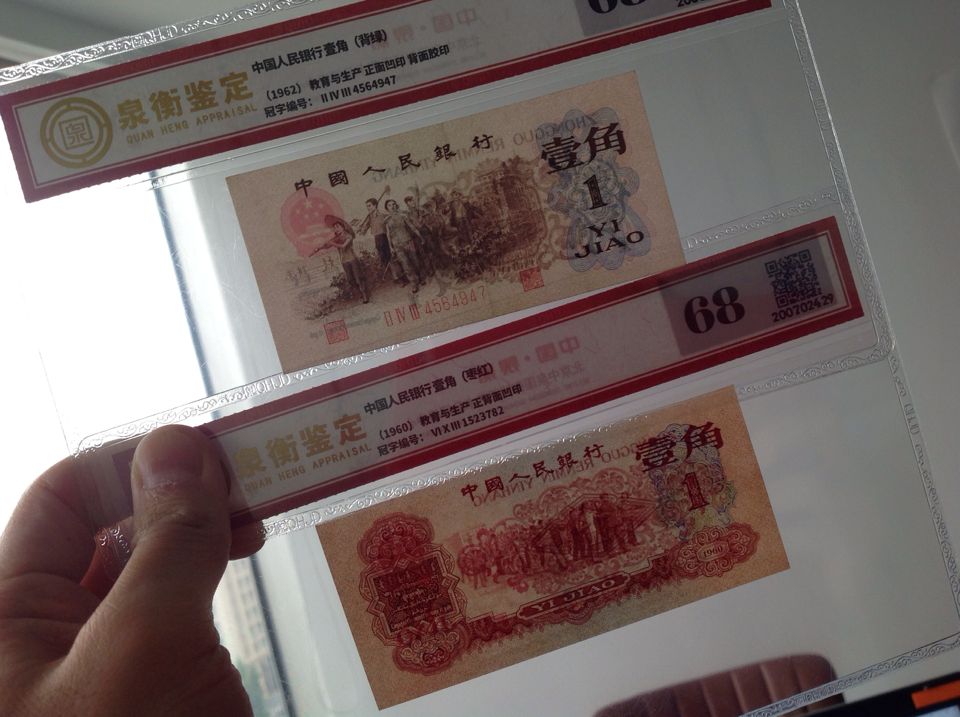 泉衡鉴定
QUAN HENG APPRAISAL
中国人民银行 壹角 (背绿)
(1962) 教育与生产 正面凹印 背面胶印
冠字编号: II IV III 4564947
中國人民銀行
壹角
1
YI
JIAO
II IV III 4564947
泉衡鉴定
QUAN HENG APPRAISAL
中国人民银行 壹角 (枣红)
(1960) 教育与生产 正背面凹印
冠字编号: VI X III 1523782
68
200702429
中國人民銀行
壹角
1
1960
YI JIAO